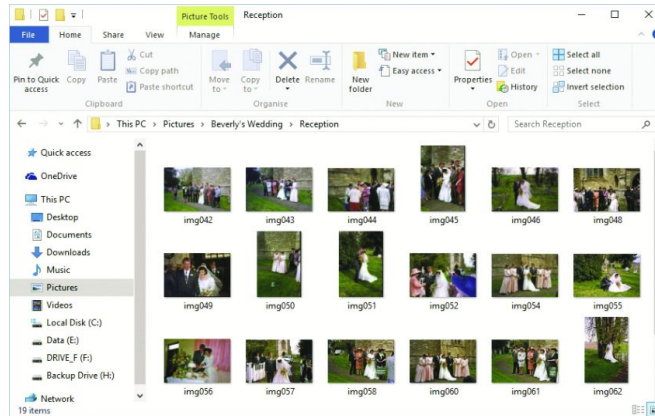 Picture Tools Reception
File Home Share View Manage
Pin to Quick access
Copy
Paste
Cut
Copy path
Paste shortcut
Clipboard
Move to
Copy to
Delete
Rename
Organise
New folder
New item
Easy access
New
Properties
Open
Edit
History
Open
Select all
Select none
Invert selection
Select
This PC > Pictures > Beverly's Wedding > Reception
Search Reception
Quick access
OneDrive
This PC
Desktop
Documents
Downloads
Music
Pictures
Videos
Local Disk (C:)
Data (E:)
DRIVE_F (F:)
Backup Drive (H:)
Network
img042 img043 img044 img045 img046 img048
img049 img050 img051 img052 img054 img055
img056 img057 img058 img060 img061 img062
19 items